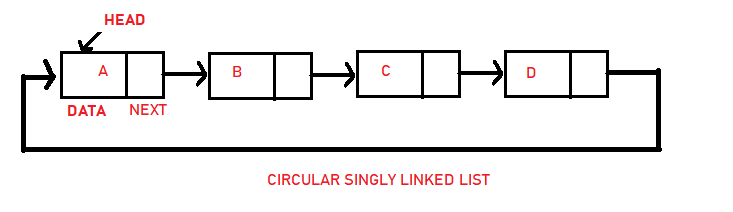 HEAD
A B C D
DATA NEXT
CIRCULAR SINGLY LINKED LIST